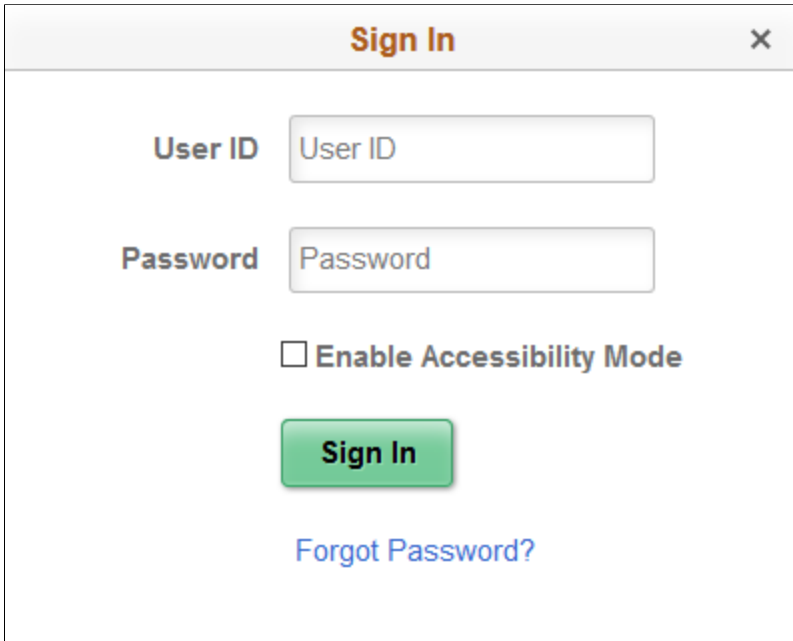 Sign In ×
User ID User ID
Password Password
Enable Accessibility Mode
Sign In
Forgot Password?